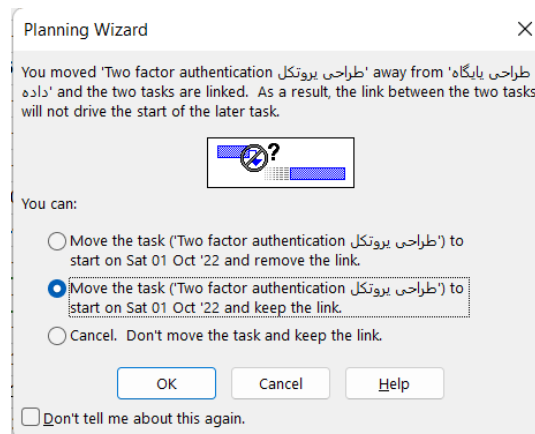 Planning Wizard
You moved 'Two factor authentication طراحی پروتکل' away from 'طراحی پایگاه
داده' and the two tasks are linked. As a result, the link between the two tasks
will not drive the start of the later task.
?
You can:
Move the task ('Two factor authentication طراحی پروتکل') to
start on Sat 01 Oct '22 and remove the link.
Move the task ('Two factor authentication طراحی پروتکل') to
start on Sat 01 Oct '22 and keep the link.
Cancel. Don't move the task and keep the link.
OK
Cancel
Help
Don't tell me about this again.